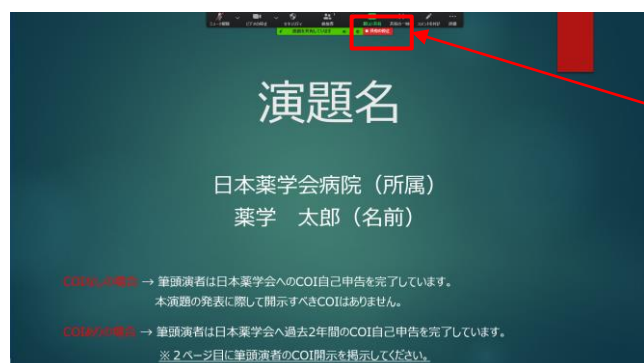 演題名
日本薬学会病院（所属）
薬学　太郎（名前）
COIなしの場合 → 筆頭演者は日本薬学会へのCOI自己申告を完了しています。
本演題の発表に際して開示すべきCOIはありません。
COIありの場合 → 筆頭演者は日本薬学会へ過去2年間のCOI自己申告を完了しています。
※２ページ目に筆頭演者のCOI開示を掲示してください。